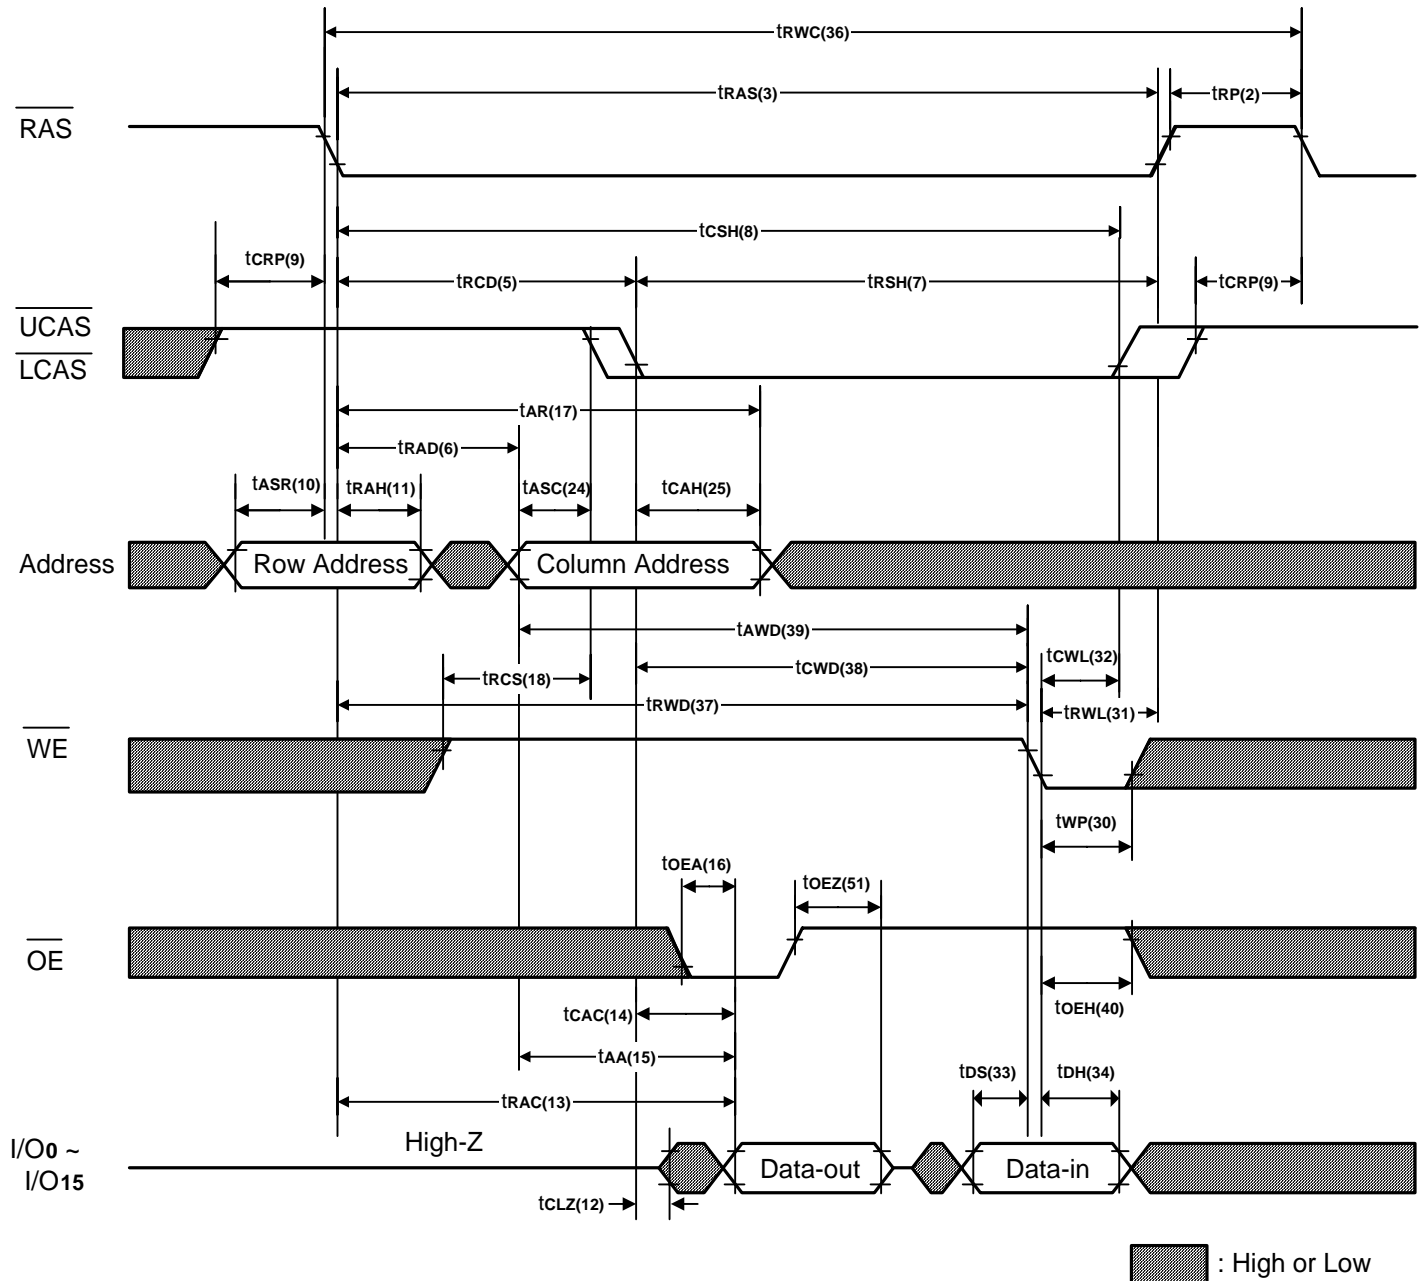 tRWC(36)
tRAS(3)
tRP(2)
RAS
tCSH(8)
tCRP(9)
tRCD(5)
tRSH(7)
tCRP(9)
UCAS
LCAS
tAR(17)
tRAD(6)
tASR(10)
tRAH(11)
tASC(24)
tCAH(25)
Address
Row Address
Column Address
tAWD(39)
tCWD(38)
tCWL(32)
tRCS(18)
tRWD(37)
tRWL(31)
WE
tWP(30)
tOEA(16)
tOEZ(51)
OE
tOEH(40)
tCAC(14)
tAA(15)
tDS(33)
tDH(34)
tRAC(13)
High-Z
I/O0 ~
I/O15
Data-out
Data-in
tCLZ(12)
: High or Low